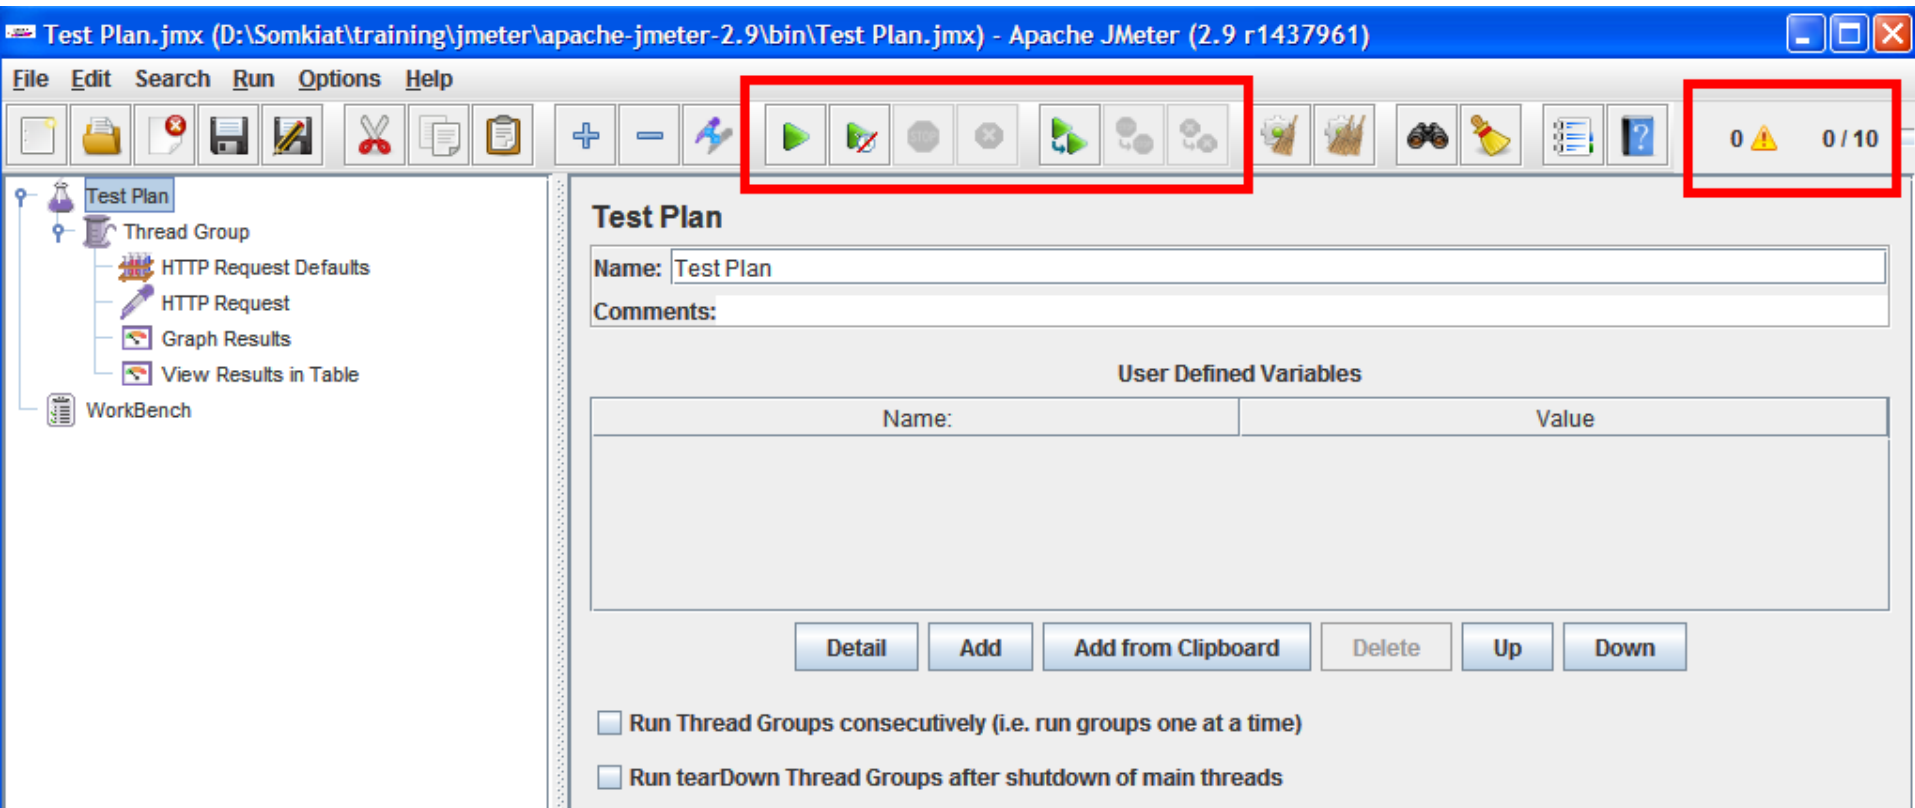 Test Plan.jmx (D:\Somkiat\training\jmeter\apache-jmeter-2.9\bin\Test Plan.jmx) - Apache JMeter (2.9 r1437961)
File Edit Search Run Options Help
STOP
?
0 0 / 10
Test Plan
Thread Group
HTTP Request Defaults
HTTP Request
Graph Results
View Results in Table
WorkBench
Test Plan
Name: Test Plan
Comments:
User Defined Variables
Name: Value
Detail Add Add from Clipboard Delete Up Down
Run Thread Groups consecutively (i.e. run groups one at a time)
Run tearDown Thread Groups after shutdown of main threads